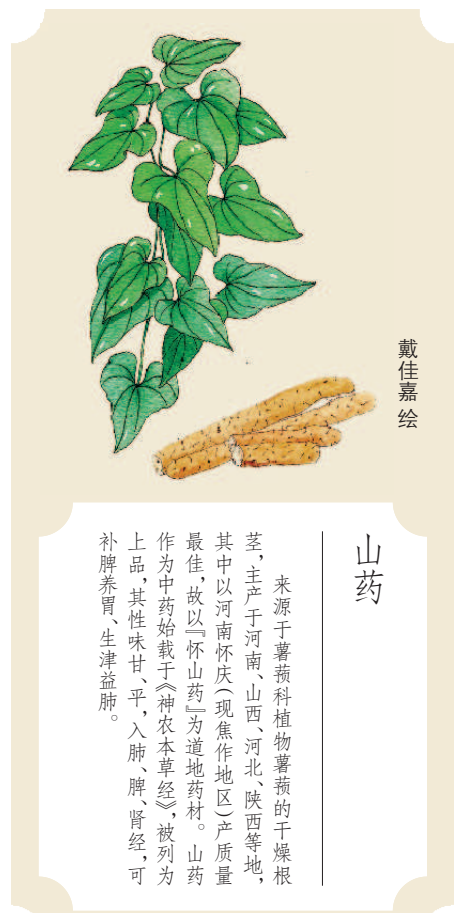 戴佳嘉 绘
山药
来源于薯蓣科植物薯蓣的干燥根
茎，主产于河南、山西、河北、陕西等地，
其中以河南怀庆(现焦作地区)产质量
最佳，故以『怀山药』为道地药材。山药
作为中药始载于《神农本草经》，被列为
上品，其性味甘、平，入肺、脾、肾经，可
补脾养胃、生津益肺。